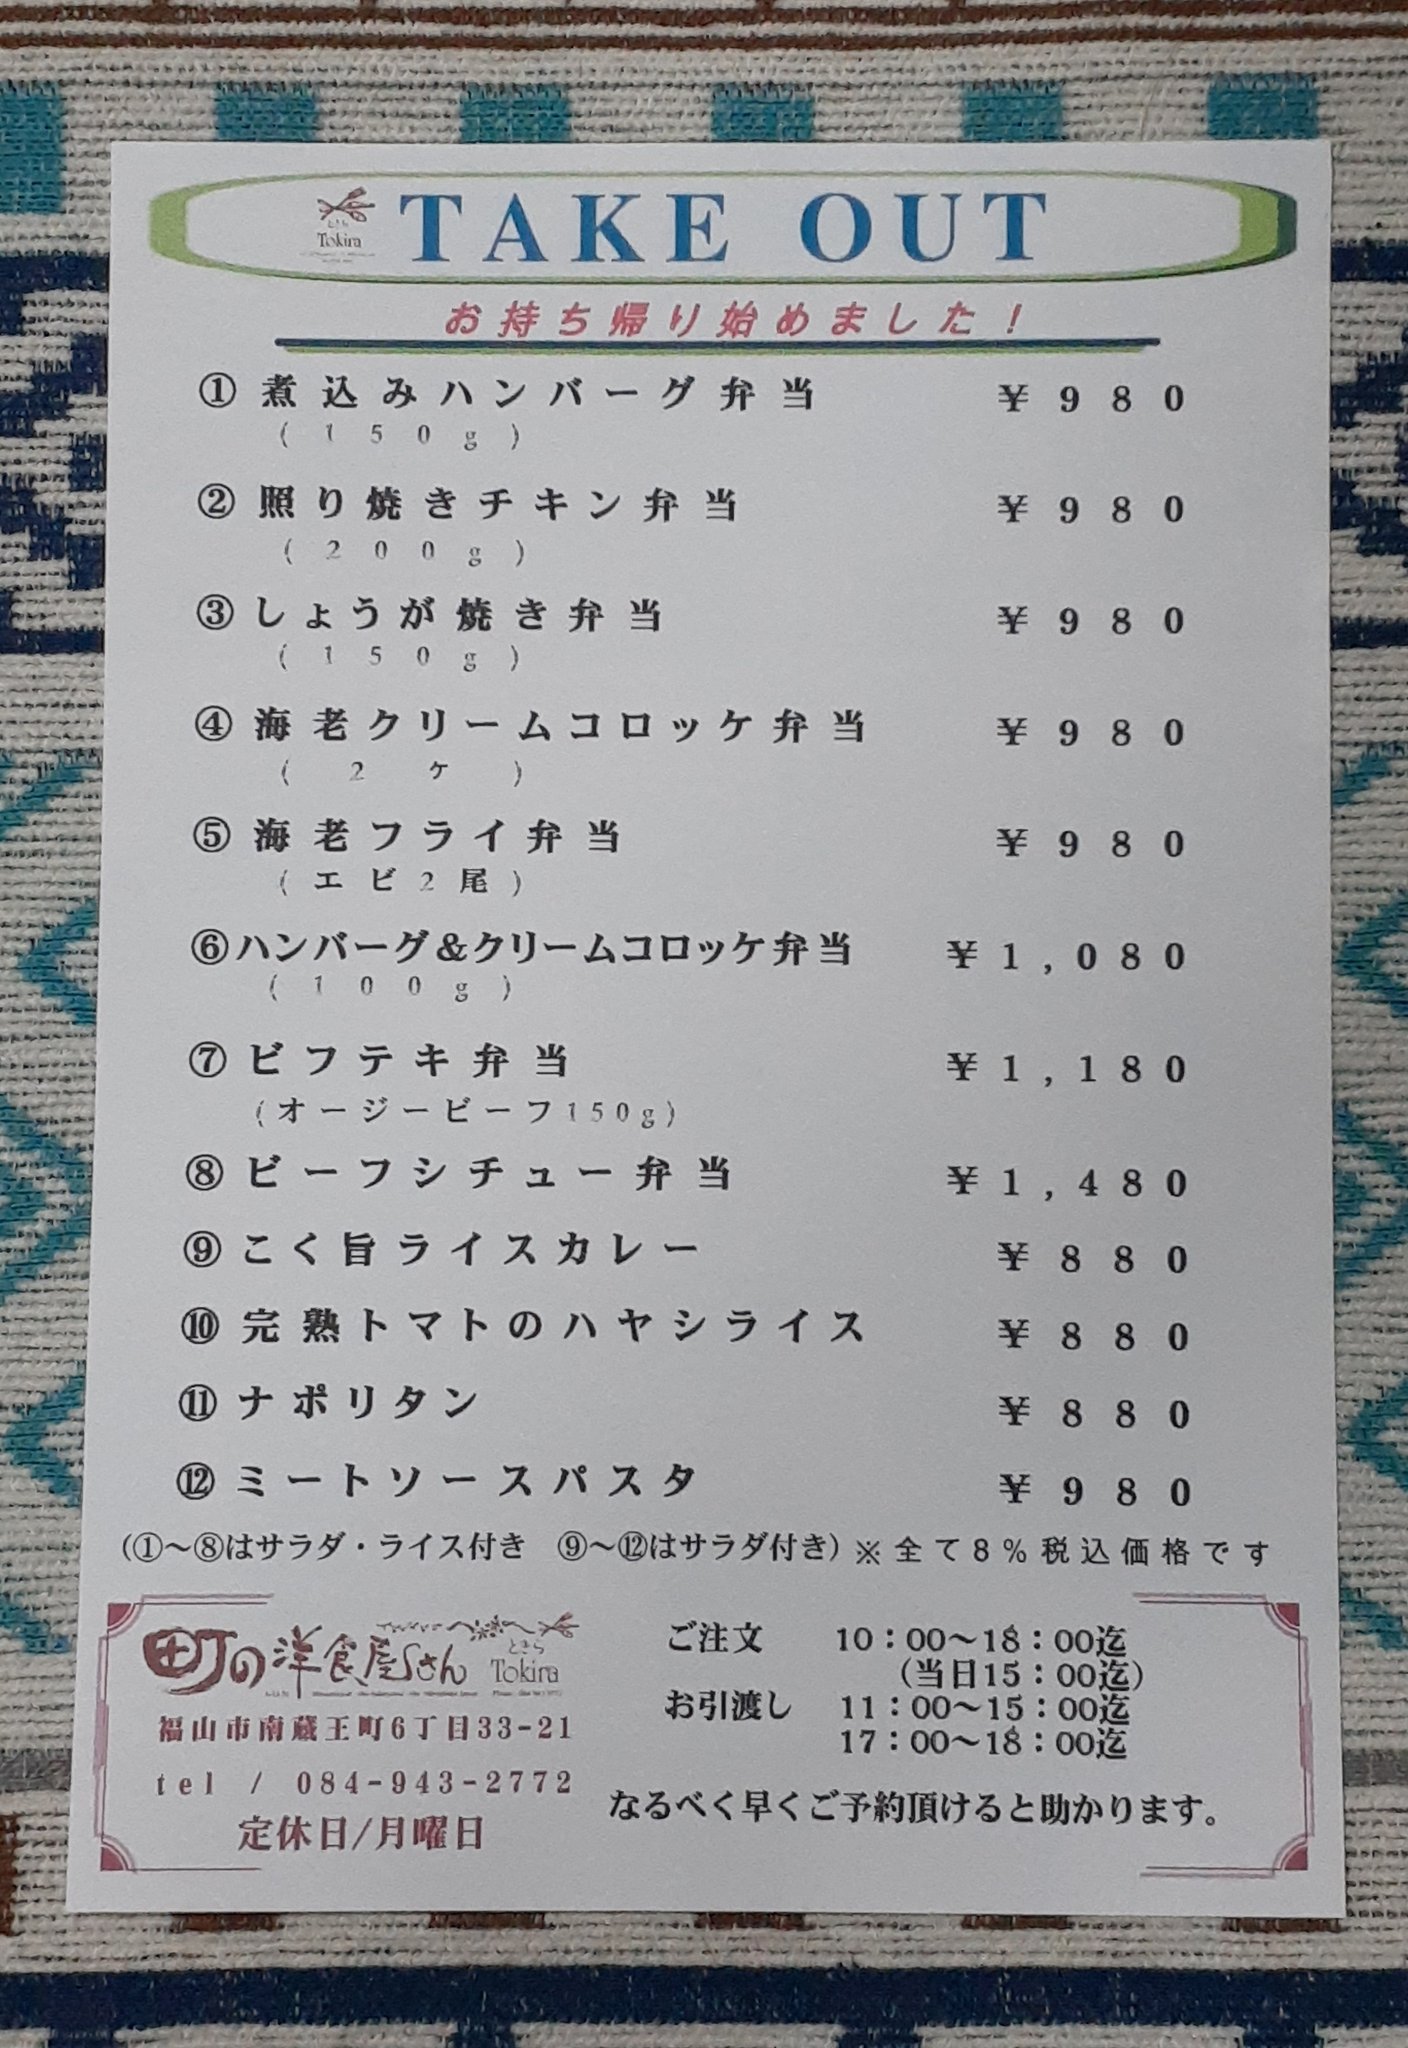 ときら
Tokira
TAKE OUT
お持ち帰り始めました!
①煮込みハンバーグ弁当 ¥980
(150g)
②照り焼きチキン弁当 ¥980
(200g)
③しょうが焼き弁当 ¥980
(150g)
④海老クリームコロッケ弁当 ¥980
(2ヶ)
⑤海老フライ弁当 ¥980
(エビ2尾)
⑥ハンバーグ&クリームコロッケ弁当 ¥1,080
(100g)
⑦ビフテキ弁当 ¥1,180
(オージービーフ150g)
⑧ビーフシチュー弁当 ¥1,480
⑨こく旨ライスカレー ¥880
⑩完熟トマトのハヤシライス ¥880
⑪ナポリタン ¥880
⑫ミートソースパスタ ¥980
(①〜⑧はサラダ・ライス付き ⑨〜⑫はサラダ付き) ※全て8%税込価格です
町の洋食屋さん ときら Tokira
福山市南蔵王町6丁目33-21
tel / 084-943-2772
定休日/月曜日
ご注文 10:00〜18:00迄
(当日15:00迄)
お引渡し 11:00〜15:00迄
17:00〜18:00迄
なるべく早くご予約頂けると助かります。